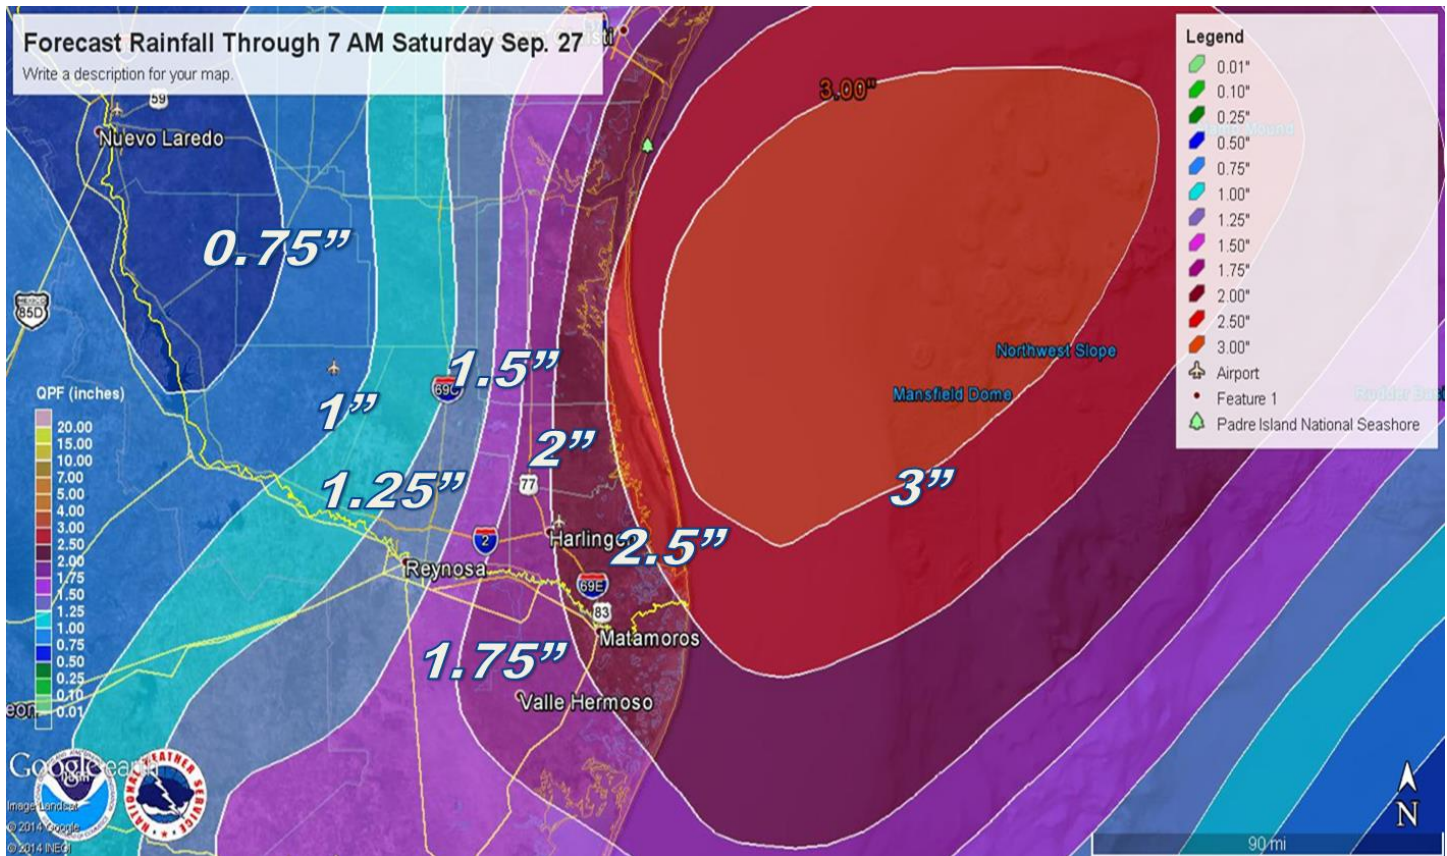 Forecast Rainfall Through 7 AM Saturday Sep. 27
Write a description for your map.
Legend
0.01"
0.10"
0.25"
0.50"
0.75"
1.00"
1.25"
1.50"
1.75"
2.00"
2.50"
3.00"
Airport
Feature 1
Padre Island National Seashore
59
Nuevo Laredo
3.00"
MEXICO
85D
0.75”
1”
69C
1.5”
1.25”
2”
77
2.5”
3”
1.75”
Northwest Slope
Mansfield Dome
2
Harlingen
Reynosa
69E
83
Matamoros
Valle Hermoso
QPF (inches)
20.00
15.00
10.00
7.00
5.00
4.00
3.00
2.50
2.00
1.75
1.50
1.25
1.00
0.75
0.50
0.25
0.10
0.01
Google earth
NATIONAL WEATHER SERVICE
Image Landsat
© 2014 Google
© 2014 INEGI
N
90 mi